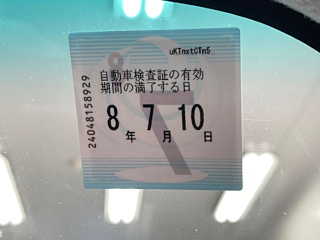 uKTnxtCTn5
自動車検査証の有効
期間の満了する日
8 7 10
年 月 日
24048158929